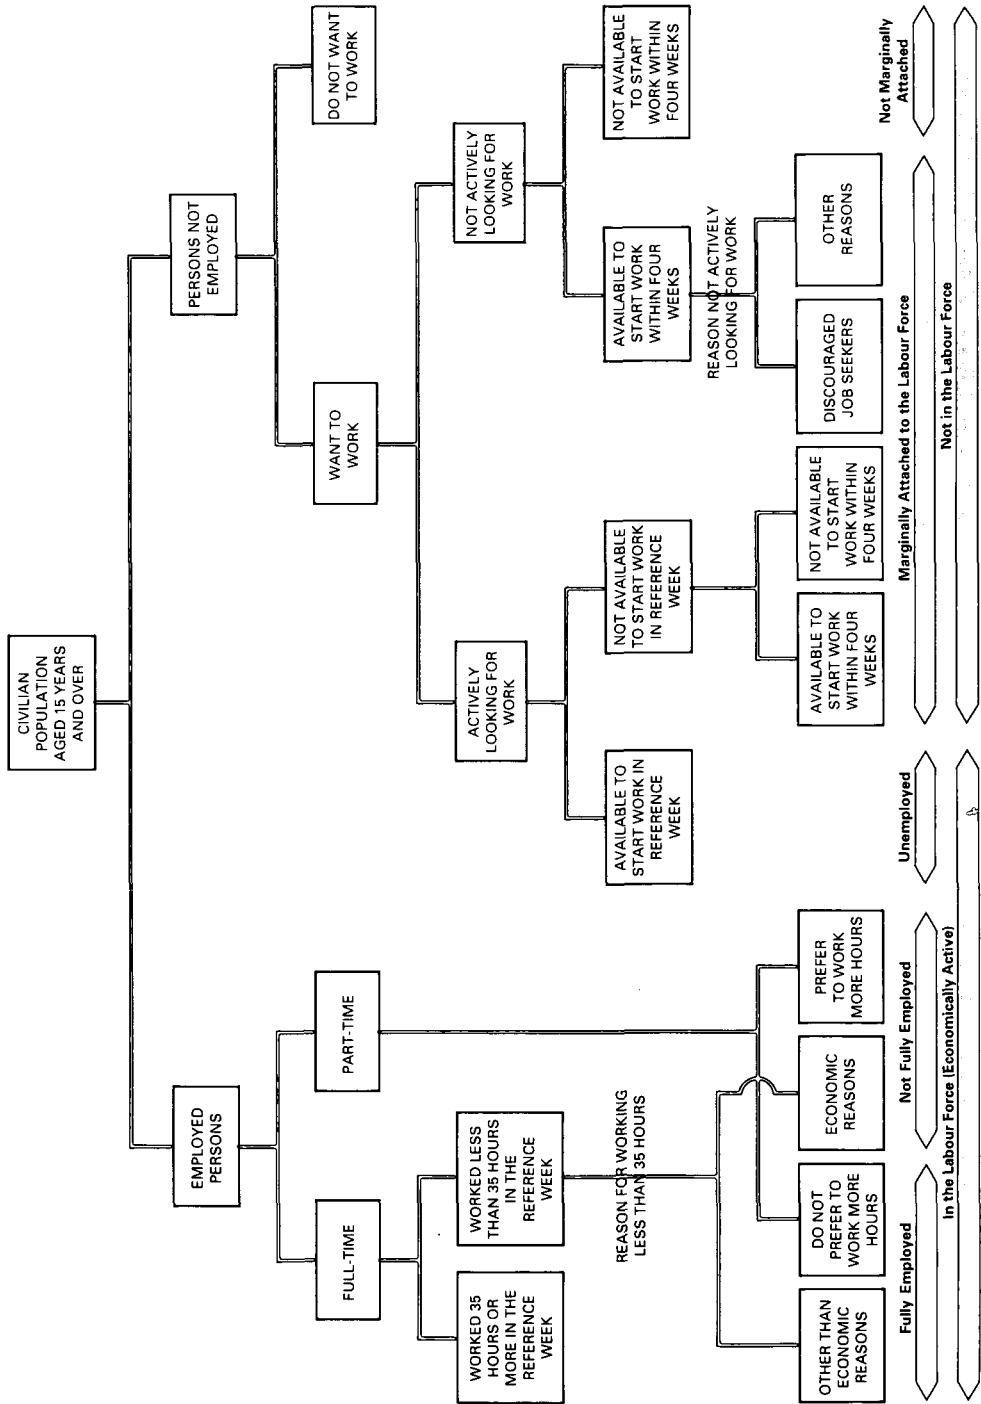 CIVILIAN
POPULATION
AGED 15 YEARS
AND OVER
EMPLOYED
PERSONS
PERSONS NOT
EMPLOYED
FULL-TIME
PART-TIME
WANT TO
WORK
DO NOT WANT
TO WORK
WORKED 35
HOURS OR
MORE IN THE
REFERENCE
WEEK
WORKED LESS
THAN 35 HOURS
IN THE
REFERENCE
WEEK
ACTIVELY
LOOKING FOR
WORK
NOT ACTIVELY
LOOKING FOR
WORK
REASON FOR WORKING
LESS THAN 35 HOURS
AVAILABLE TO
START WORK IN
REFERENCE
WEEK
NOT AVAILABLE
TO START WORK
IN REFERENCE
WEEK
AVAILABLE TO
START WORK
WITHIN FOUR
WEEKS
NOT AVAILABLE
TO START
WORK WITHIN
FOUR WEEKS
REASON NOT ACTIVELY
LOOKING FOR WORK
OTHER THAN
ECONOMIC
REASONS
DO NOT
PREFER TO
WORK MORE
HOURS
ECONOMIC
REASONS
PREFER
TO WORK
MORE HOURS
AVAILABLE TO
START WORK
WITHIN FOUR
WEEKS
NOT AVAILABLE
TO START
WORK WITHIN
FOUR WEEKS
DISCOURAGED
JOB SEEKERS
OTHER
REASONS
Fully Employed
Not Fully Employed
Unemployed
Marginally Attached to the Labour Force
Not Marginally
Attached
In the Labour Force (Economically Active)
Not in the Labour Force